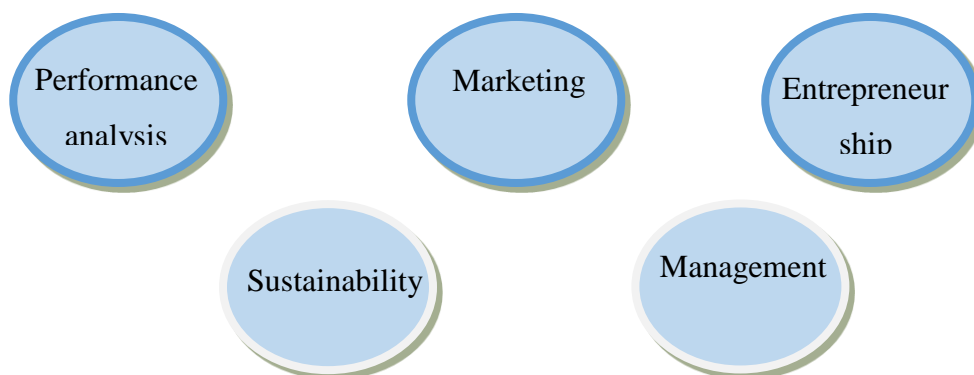 Performance
analysis
Marketing
Entrepreneur
ship
Sustainability
Management